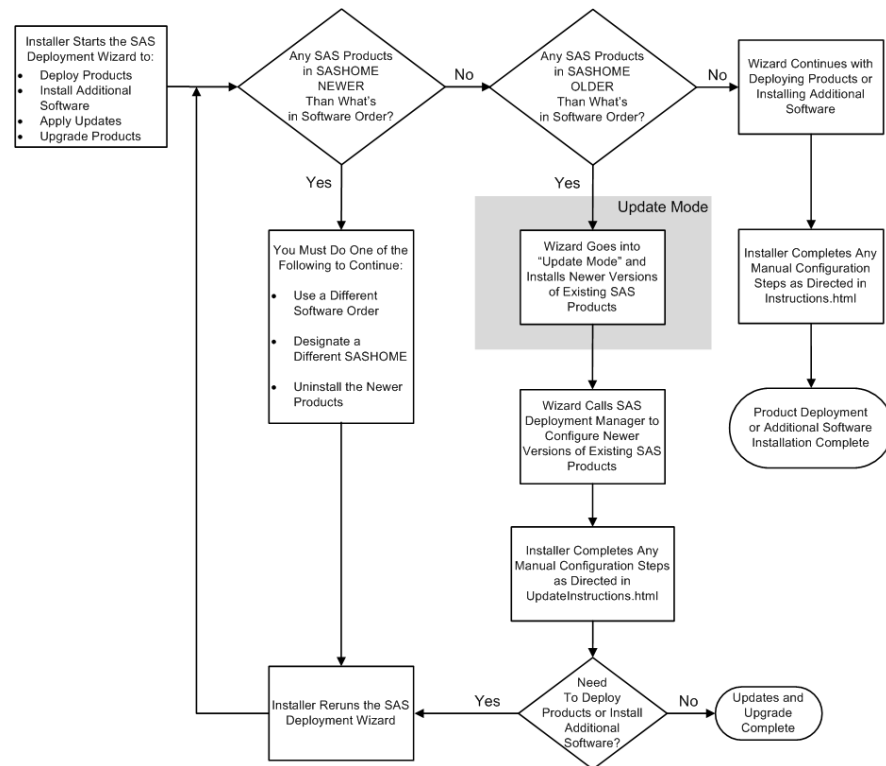 Installer Starts the SAS
Deployment Wizard to:
• Deploy Products
• Install Additional
Software
• Apply Updates
• Upgrade Products
Any SAS Products
in SASHOME
NEWER
Than What's
in Software Order?
No
Any SAS Products
in SASHOME
OLDER
Than What's
in Software Order?
No
Wizard Continues with
Deploying Products or
Installing Additional
Software
Yes
Yes
Update Mode
You Must Do One of the
Following to Continue:
• Use a Different
Software Order
• Designate a
Different SASHOME
• Uninstall the Newer
Products
Wizard Goes into
“Update Mode” and
Installs Newer Versions
of Existing SAS
Products
Installer Completes Any
Manual Configuration
Steps as Directed in
Instructions.html
Wizard Calls SAS
Deployment Manager to
Configure Newer
Versions of Existing SAS
Products
Product Deployment
or Additional Software
Installation Complete
Installer Completes Any
Manual Configuration Steps
as Directed in
UpdateInstructions.html
Installer Reruns the SAS
Deployment Wizard
Yes
Need
To Deploy
Products or Install
Additional
Software?
No
Updates and
Upgrade
Complete